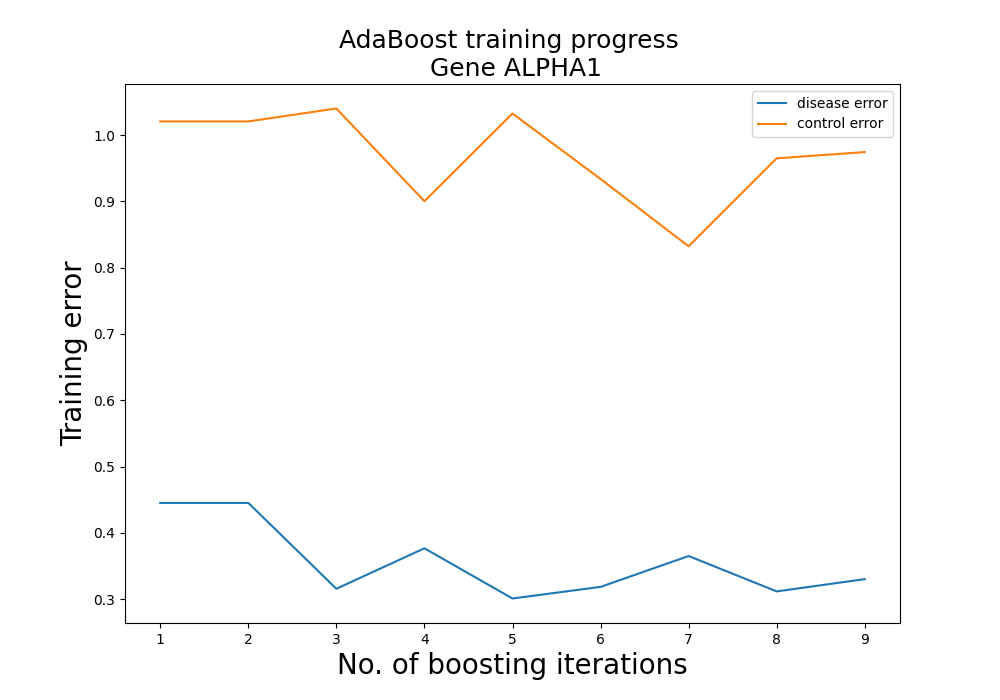 AdaBoost training progress
Gene ALPHA1
disease error
control error
1.0
0.9
0.8
0.7
0.6
0.5
0.4
0.3
Training error
1 2 3 4 5 6 7 8 9
No. of boosting iterations